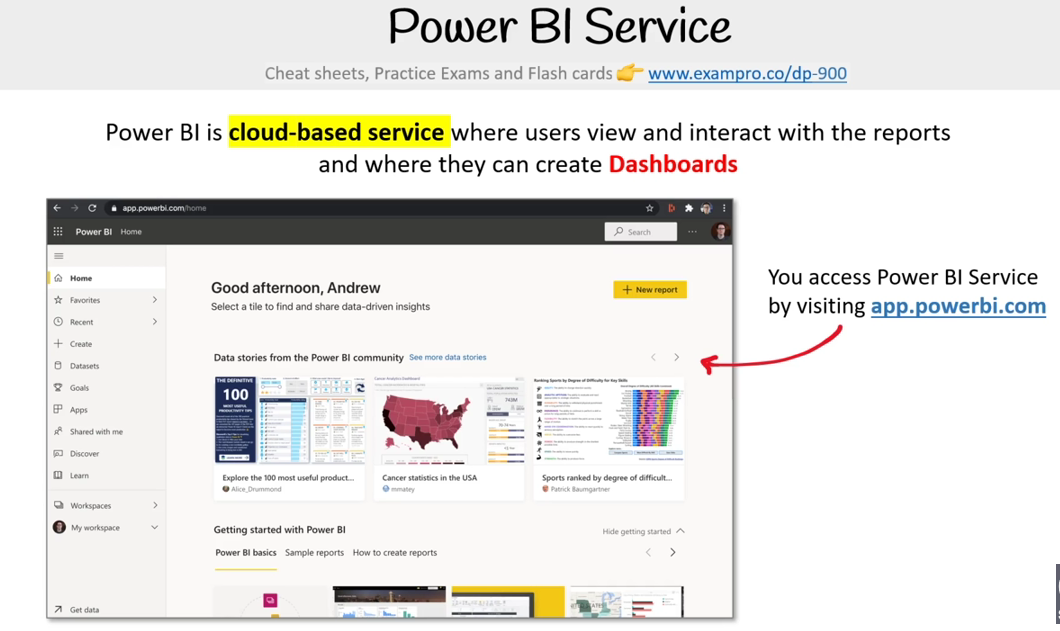 Power BI Service
Cheat sheets, Practice Exams and Flash cards 👉 www.exampro.co/dp-900
Power BI is cloud-based service where users view and interact with the reports
and where they can create Dashboards
app.powerbi.com/home
Power BI Home
Search
Home
Favorites
Recent
Create
Datasets
Goals
Apps
Shared with me
Discover
Learn
Workspaces
My workspace
Get data
Good afternoon, Andrew
Select a tile to find and share data-driven insights
New report
Data stories from the Power BI community See more data stories
THE DEFINITIVE
100
MOST USEFUL
PRODUCTIVITY TIPS
Cancer Analytics Dashboard
Ranking Sports by Degree of Difficulty for Key Skills
Explore the 100 most useful product...
Alice_Drummond
Cancer statistics in the USA
mmatey
Sports ranked by degree of difficult...
Patrick Baumgartner
Getting started with Power BI
Hide getting started
Power BI basics Sample reports How to create reports
You access Power BI Service
by visiting app.powerbi.com